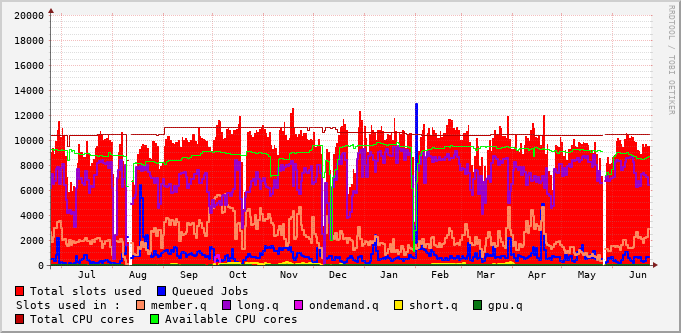 20000
18000
16000
14000
12000
10000
8000
6000
4000
2000
0
Jul Aug Sep Oct Nov Dec Jan Feb Mar Apr May Jun
RRDTOOL / TOBI OETIKER
Total slots used Queued Jobs
Slots used in : member.q long.q ondemand.q short.q gpu.q
Total CPU cores Available CPU cores